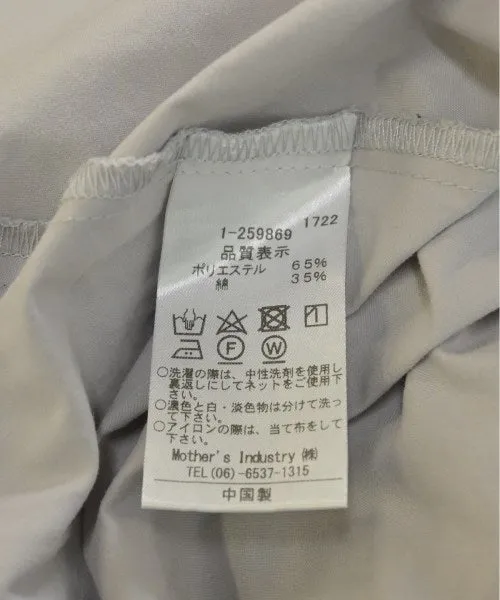 1-259869 1722
品質表示
ポリエステル 65%
綿 35%
F W
○洗濯の際は、中性洗剤を使用し
裏返しにしてネットをご使用下
さい。
○濃色と白・淡色物は分けて洗っ
て下さい。
○アイロンの際は、当て布をして
下さい。
Mother's Industry ㈱
TEL(06)-6537-1315
中国製